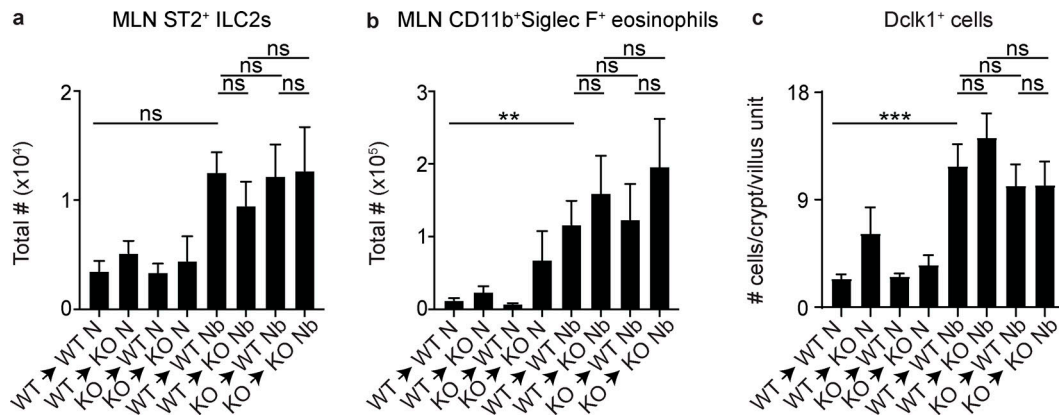 a MLN ST2⁺ ILC2s
ns
ns
ns
ns
ns
ns
Total # (x10⁴)
2
1
0
WT ➤ WT N
WT ➤ KO N
KO ➤ WT N
KO ➤ KO N
WT ➤ WT Nb
WT ➤ KO Nb
KO ➤ WT Nb
KO ➤ KO Nb
b MLN CD11b⁺Siglec F⁺ eosinophils
ns
ns
ns
ns
**
Total # (x10⁵)
3
2
1
0
WT ➤ WT N
WT ➤ KO N
KO ➤ WT N
KO ➤ KO N
WT ➤ WT Nb
WT ➤ KO Nb
KO ➤ WT Nb
KO ➤ KO Nb
c Dclk1⁺ cells
ns
ns
ns
ns
***
# cells/crypt/villus unit
18
9
0
WT ➤ WT N
WT ➤ KO N
KO ➤ WT N
KO ➤ KO N
WT ➤ WT Nb
WT ➤ KO Nb
KO ➤ WT Nb
KO ➤ KO Nb